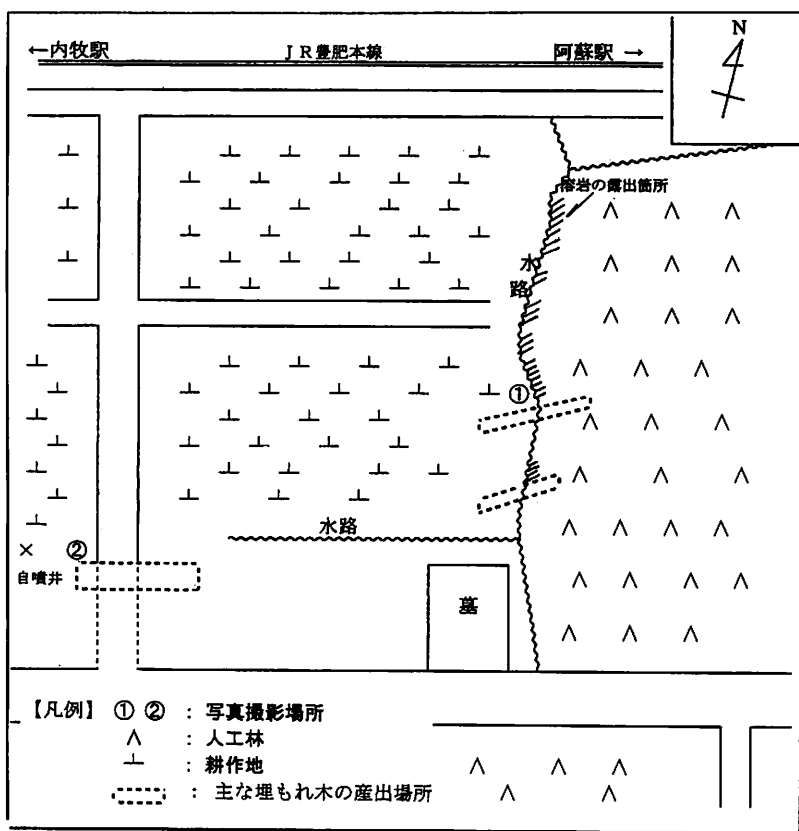 ←内牧駅 JR豊肥本線 阿蘇駅 →
N
溶岩の露出箇所
水路
①
水路
②
×
自噴井
墓
【凡例】 ① ② : 写真撮影場所
: 人工林
: 耕作地
: 主な埋もれ木の産出場所